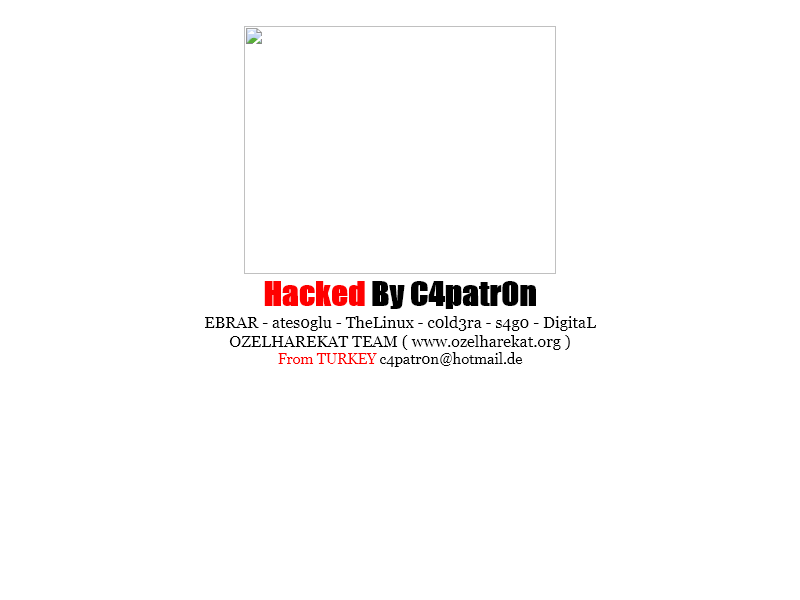 Hacked By C4patr0n
EBRAR - ates0glu - TheLinux - c0ld3ra - s4g0 - DigitaL
OZELHAREKAT TEAM ( www.ozelharekat.org )
From TURKEY c4patr0n@hotmail.de